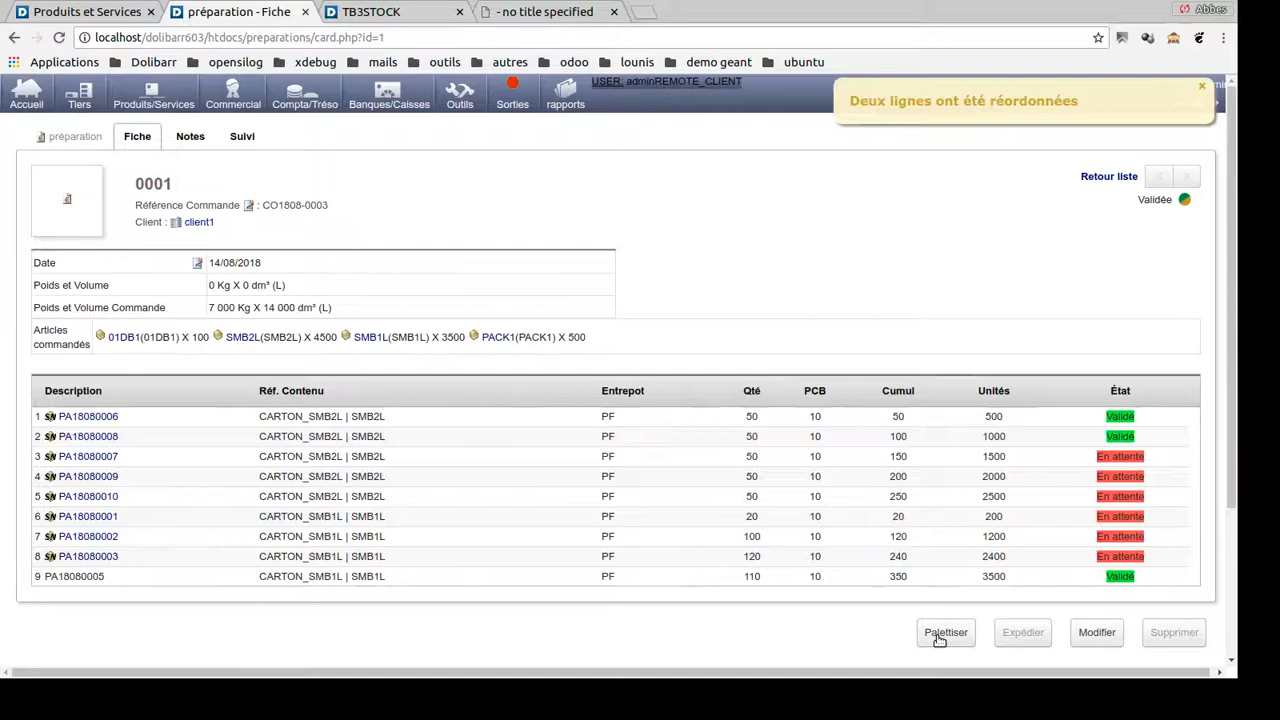 Produits et Services × préparation - Fiche × TB3STOCK × - no title specified × Abbes
localhost/dolibarr603/htdocs/preparations/card.php?id=1
Applications Dolibarr opensilog xdebug mails outils autres odoo lounis demo geant ubuntu
Accueil Tiers Produits/Services Commercial Compta/Tréso Banques/Caisses Outils Sorties rapports USER: adminREMOTE_CLIENT
Deux lignes ont été réordonnées ×
préparation Fiche Notes Suivi
0001
Retour liste
Référence Commande : CO1808-0003
Validée
Client : client1
Date 14/08/2018
Poids et Volume 0 Kg X 0 dm³ (L)
Poids et Volume Commande 7 000 Kg X 14 000 dm³ (L)
Articles commandés 01DB1(01DB1) X 100 SMB2L(SMB2L) X 4500 SMB1L(SMB1L) X 3500 PACK1(PACK1) X 500
Description Réf. Contenu Entrepot Qté PCB Cumul Unités État
1 SN PA18080006 CARTON_SMB2L | SMB2L PF 50 10 50 500 Validé
2 SN PA18080008 CARTON_SMB2L | SMB2L PF 50 10 100 1000 Validé
3 SN PA18080007 CARTON_SMB2L | SMB2L PF 50 10 150 1500 En attente
4 SN PA18080009 CARTON_SMB2L | SMB2L PF 50 10 200 2000 En attente
5 SN PA18080010 CARTON_SMB2L | SMB2L PF 50 10 250 2500 En attente
6 SN PA18080001 CARTON_SMB1L | SMB1L PF 20 10 20 200 En attente
7 SN PA18080002 CARTON_SMB1L | SMB1L PF 100 10 120 1200 En attente
8 SN PA18080003 CARTON_SMB1L | SMB1L PF 120 10 240 2400 En attente
9 PA18080005 CARTON_SMB1L | SMB1L PF 110 10 350 3500 Validé
Palettiser Expédier Modifier Supprimer